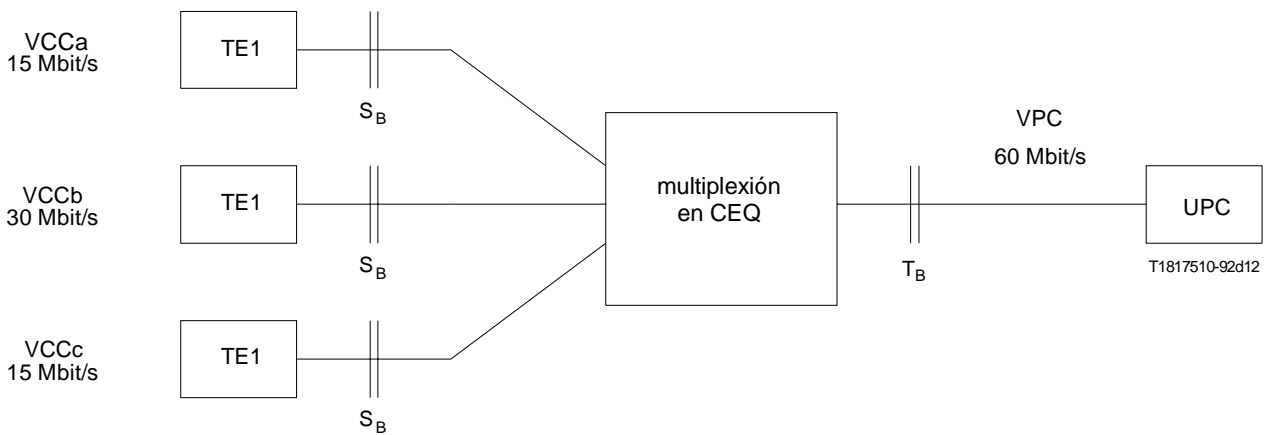 VCCa
15 Mbit/s
TE1
S_B
VCCb
30 Mbit/s
TE1
S_B
VCCc
15 Mbit/s
TE1
S_B
multiplexión
en CEQ
T_B
VPC
60 Mbit/s
UPC
T1817510-92d12